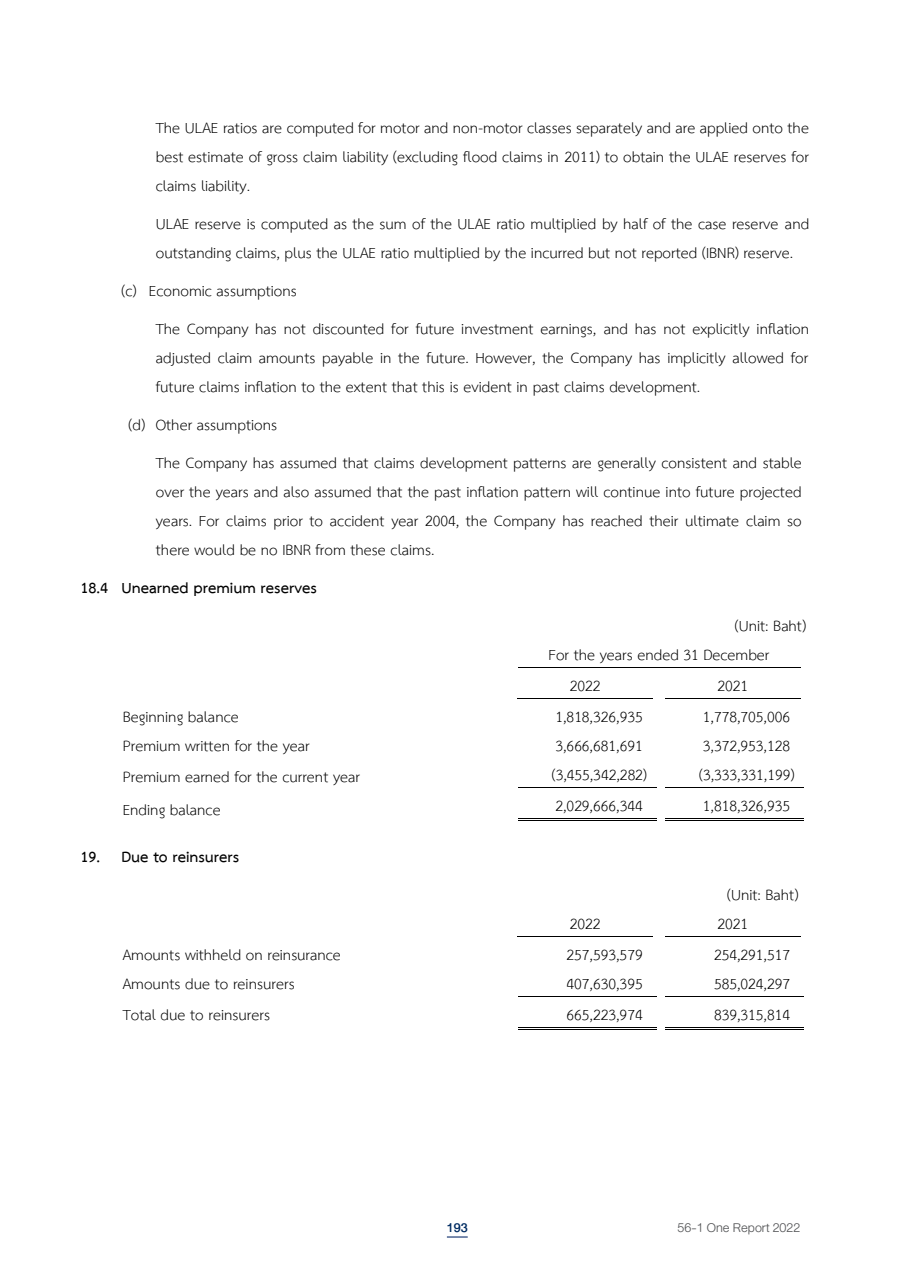 The ULAE ratios are computed for motor and non-motor classes separately and are applied onto the
best estimate of gross claim liability (excluding flood claims in 2011) to obtain the ULAE reserves for
claims liability.
ULAE reserve is computed as the sum of the ULAE ratio multiplied by half of the case reserve and
outstanding claims, plus the ULAE ratio multiplied by the incurred but not reported (IBNR) reserve.
(c) Economic assumptions
The Company has not discounted for future investment earnings, and has not explicitly inflation
adjusted claim amounts payable in the future. However, the Company has implicitly allowed for
future claims inflation to the extent that this is evident in past claims development.
(d) Other assumptions
The Company has assumed that claims development patterns are generally consistent and stable
over the years and also assumed that the past inflation pattern will continue into future projected
years. For claims prior to accident year 2004, the Company has reached their ultimate claim so
there would be no IBNR from these claims.
18.4 Unearned premium reserves
(Unit: Baht)
For the years ended 31 December
2022 2021
Beginning balance 1,818,326,935 1,778,705,006
Premium written for the year 3,666,681,691 3,372,953,128
Premium earned for the current year (3,455,342,282) (3,333,331,199)
Ending balance 2,029,666,344 1,818,326,935
19. Due to reinsurers
(Unit: Baht)
2022 2021
Amounts withheld on reinsurance 257,593,579 254,291,517
Amounts due to reinsurers 407,630,395 585,024,297
Total due to reinsurers 665,223,974 839,315,814
193 56-1 One Report 2022